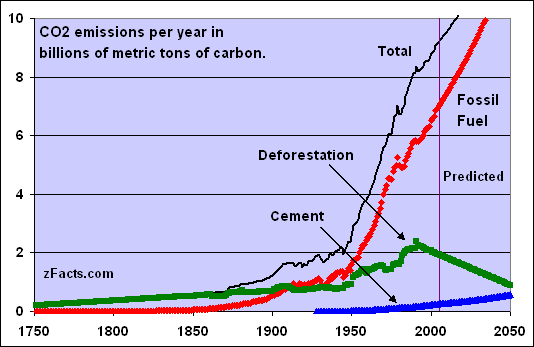 CO2 emissions per year in
billions of metric tons of carbon.
Total
Fossil
Fuel
Deforestation
Predicted
Cement
zFacts.com
10
8
6
4
2
0
1750 1800 1850 1900 1950 2000 2050